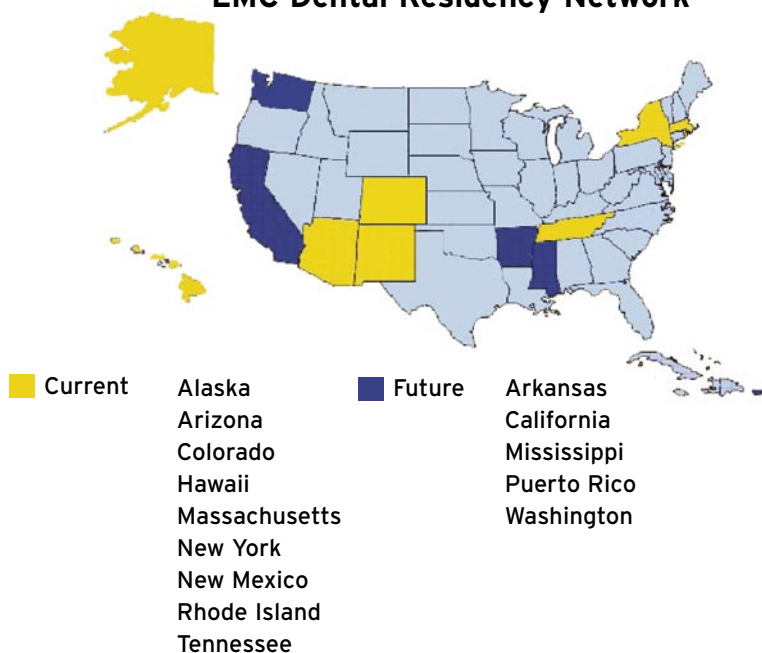 LMC Dental Residency Network
Current
Alaska
Arizona
Colorado
Hawaii
Massachusetts
New York
New Mexico
Rhode Island
Tennessee
Future
Arkansas
California
Mississippi
Puerto Rico
Washington